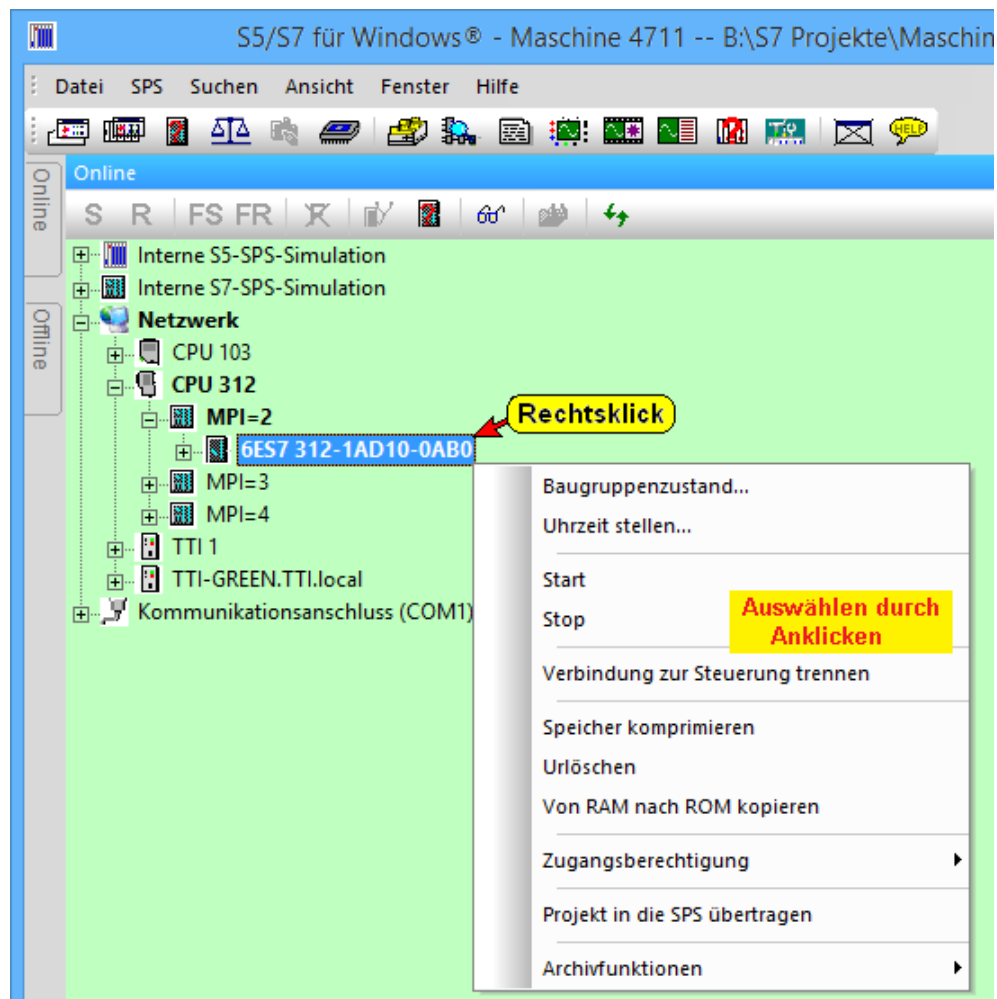 S5/S7 für Windows® - Maschine 4711 -- B:\S7 Projekte\Maschin
Datei SPS Suchen Ansicht Fenster Hilfe
HELP
Online
Offline
Online
S R FS FR
Interne S5-SPS-Simulation
Interne S7-SPS-Simulation
Netzwerk
CPU 103
CPU 312
MPI=2
Rechtsklick
6ES7 312-1AD10-0AB0
MPI=3
MPI=4
TTI 1
TTI-GREEN.TTI.local
Kommunikationsanschluss (COM1)
Baugruppenzustand...
Uhrzeit stellen...
Start
Stop
Auswählen durch
Anklicken
Verbindung zur Steuerung trennen
Speicher komprimieren
Urlöschen
Von RAM nach ROM kopieren
Zugangsberechtigung
Projekt in die SPS übertragen
Archivfunktionen